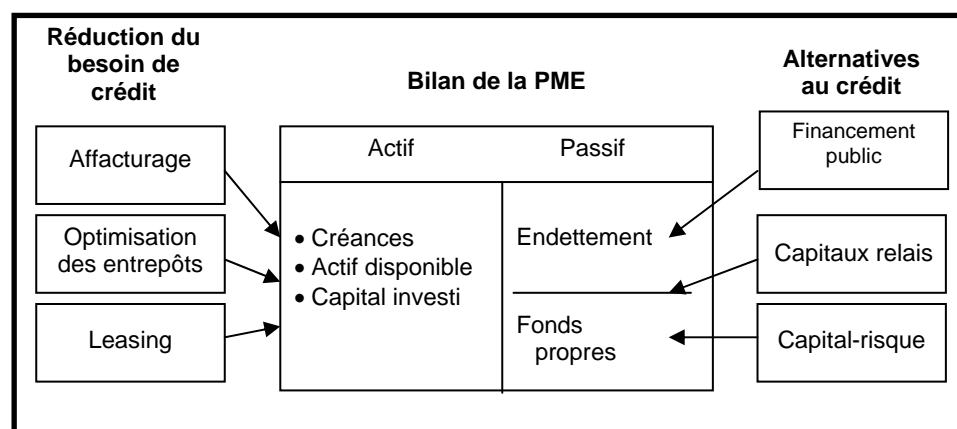 Réduction du
besoin de
crédit
Bilan de la PME
Alternatives
au crédit
Affacturage
Optimisation
des entrepôts
Leasing
Actif
Passif
• Créances
• Actif disponible
• Capital investi
Endettement
Fonds
propres
Financement
public
Capitaux relais
Capital-risque